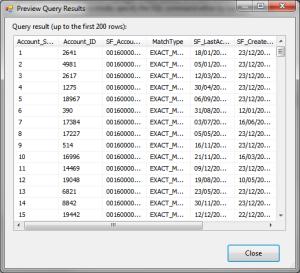 Preview Query Results
Query result (up to the first 200 rows):
Account_S... Account_ID SF_Accou... MatchType SF_LastAc... SF_Create...
1 2641 00160000... EXACT_M... 18/01/20... 23/12/20...
2 4981 00160000... EXACT_M... 05/01/20... 23/12/20...
3 2617 00160000... EXACT_M... 12/03/20... 23/12/20...
4 1275 00160000... EXACT_M... 30/04/20... 23/12/20...
5 18967 00160000... EXACT_M... 06/09/20... 23/12/20...
6 390 00160000... EXACT_M... 31/08/20... 23/12/20...
7 17384 00160000... EXACT_M... 03/07/20... 16/06/20...
8 17227 00160000... EXACT_M... 05/05/20... 23/12/20...
9 514 00160000... EXACT_M... 16/11/20... 23/12/20...
10 16996 00160000... EXACT_M... 21/11/20... 16/03/20...
11 14469 00160000... EXACT_M... 09/11/20... 23/12/20...
12 19048 00160000... EXACT_M... 19/08/20... 10/05/20...
13 6821 00160000... EXACT_M... 23/05/20... 23/12/20...
14 8842 00160000... EXACT_M... 30/11/20... 23/12/20...
15 19442 00160000... EXACT_M... 12/12/20... 22/12/20...
Close